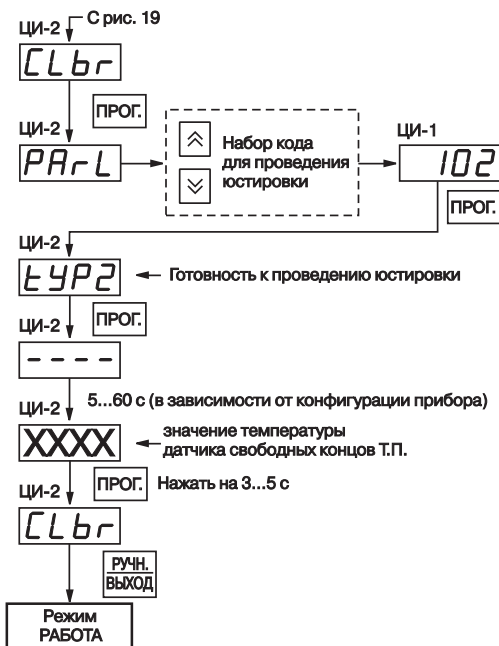 С рис. 19
ЦИ-2
CLbr
ПРОГ.
ЦИ-2
PArL
Набор кода
для проведения
юстировки
ЦИ-1
102
ПРОГ.
ЦИ-2
tYP2
Готовность к проведению юстировки
ПРОГ.
ЦИ-2
- - - -
5...60 с (в зависимости от конфигурации прибора)
ЦИ-2
XXXX
значение температуры
датчика свободных концов Т.П.
ПРОГ.
Нажать на 3...5 с
ЦИ-2
CLbr
РУЧН.
ВЫХОД
Режим
РАБОТА